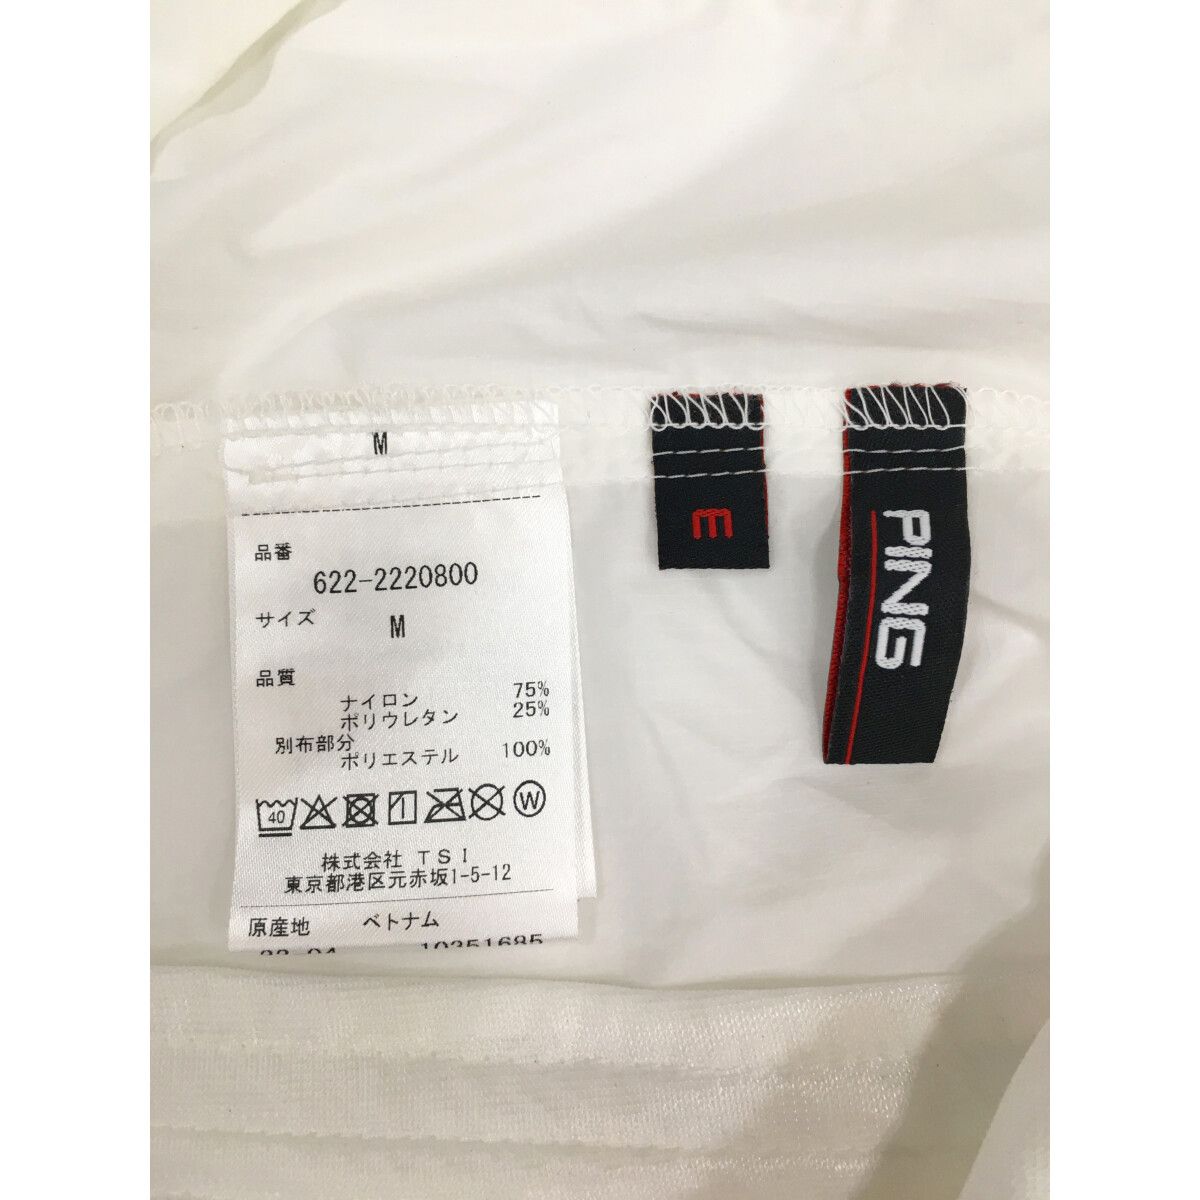 M
品番
622-2220800
サイズ
M
品質
ナイロン 75%
ポリウレタン 25%
別布部分
ポリエステル 100%
40
W
株式会社 TSI
東京都港区元赤坂1-5-12
原産地 ベトナム
10351685
M
PING